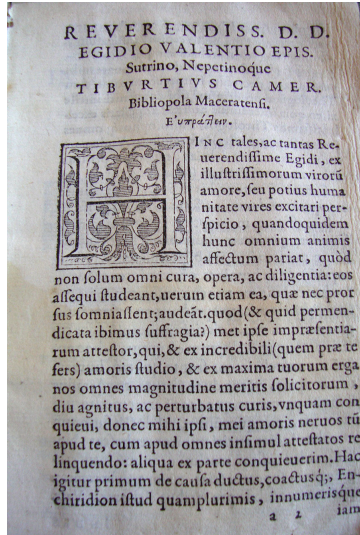 REVERENDISS. D. D.
EGIDIO VALENTIO EPIS.
Sutrino, Nepetinoque
TIBVRTIVS CAMER.
Bibliopola Maceratensi.
Εὐπράττειν.
HINC tales, ac tantas Re-
uerendissime Egidi, ex
illustrissimorum virorū
amore, seu potius huma
nitate vires excitari per-
spicio, quandoquidem
hunc omnium animis
affectum pariat, quòd
non solum omni cura, opera, ac diligentia: eos
assequi studeant, uerum etiam ea, quæ nec prot
sus somniassent; audeāt. quod (& quid permen-
dicata ibimus suffragia?) met ipse impræsentia-
rum attestor, qui, & ex incredibili (quem præ te
fers) amoris studio, & ex maxima tuorum erga
nos omnes magnitudine meritis solicitorum
diu agnitus, ac perturbatus curis, vnquam con
quieui, donec mihi ipsi, mei amoris neruos tū
apud te, cum apud omnes insimul attestatos re
linquendo: aliqua ex parte conquieuerim. Hac
igitur primum de causa ductus, coactusq;, En-
chiridion istud quamplurimis, innumerisque
a 2 iam